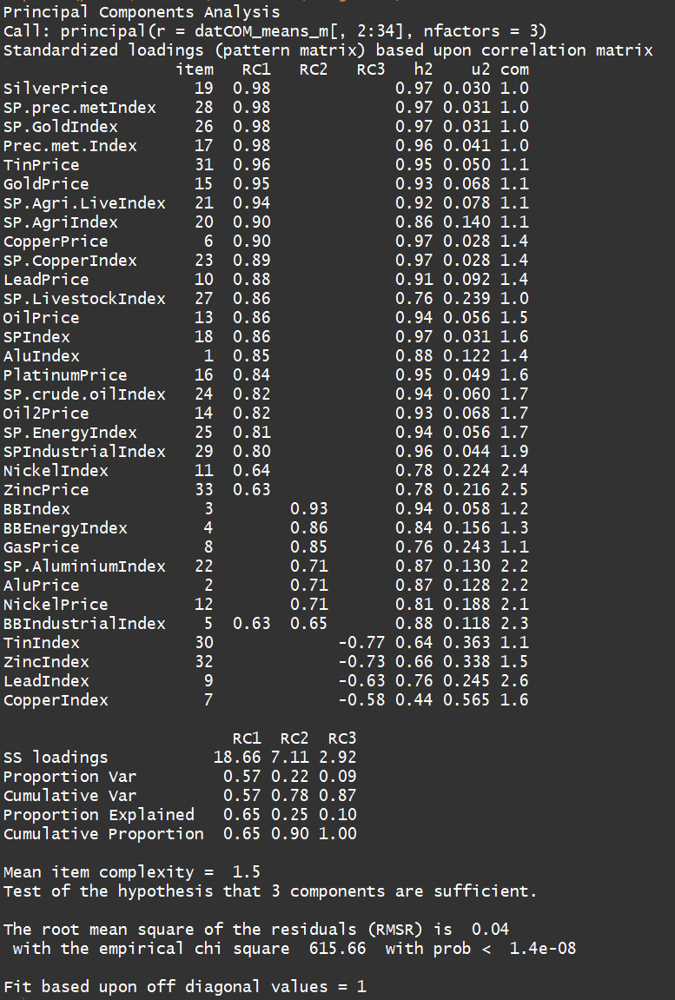 Principal Components Analysis
Call: principal(r = datCOM_means_m[, 2:34], nfactors = 3)
Standardized loadings (pattern matrix) based upon correlation matrix
item RC1 RC2 RC3 h2 u2 com
SilverPrice 19 0.98 0.97 0.030 1.0
SP.prec.metIndex 28 0.98 0.97 0.031 1.0
SP.GoldIndex 26 0.98 0.97 0.031 1.0
Prec.met.Index 17 0.98 0.96 0.041 1.0
TinPrice 31 0.96 0.95 0.050 1.1
GoldPrice 15 0.95 0.93 0.068 1.1
SP.Agri.LiveIndex 21 0.94 0.92 0.078 1.1
SP.AgriIndex 20 0.90 0.86 0.140 1.1
CopperPrice 6 0.90 0.97 0.028 1.4
SP.CopperIndex 23 0.89 0.97 0.028 1.4
LeadPrice 10 0.88 0.91 0.092 1.4
SP.LivestockIndex 27 0.86 0.76 0.239 1.0
OilPrice 13 0.86 0.94 0.056 1.5
SPIndex 18 0.86 0.97 0.031 1.6
AluIndex 1 0.85 0.88 0.122 1.4
PlatinumPrice 16 0.84 0.95 0.049 1.6
SP.crude.oilIndex 24 0.82 0.94 0.060 1.7
Oil2Price 14 0.82 0.93 0.068 1.7
SP.EnergyIndex 25 0.81 0.94 0.056 1.7
SPIndustrialIndex 29 0.80 0.96 0.044 1.9
NickelIndex 11 0.64 0.78 0.224 2.4
ZincPrice 33 0.63 0.78 0.216 2.5
BBIndex 3 0.93 0.94 0.058 1.2
BBEnergyIndex 4 0.86 0.84 0.156 1.3
GasPrice 8 0.85 0.76 0.243 1.1
SP.AluminiumIndex 22 0.71 0.87 0.130 2.2
AluPrice 2 0.71 0.87 0.128 2.2
NickelPrice 12 0.71 0.81 0.188 2.1
BBIndustrialIndex 5 0.63 0.65 0.88 0.118 2.3
TinIndex 30 -0.77 0.64 0.363 1.1
ZincIndex 32 -0.73 0.66 0.338 1.5
LeadIndex 9 -0.63 0.76 0.245 2.6
CopperIndex 7 -0.58 0.44 0.565 1.6
RC1 RC2 RC3
SS loadings 18.66 7.11 2.92
Proportion Var 0.57 0.22 0.09
Cumulative Var 0.57 0.78 0.87
Proportion Explained 0.65 0.25 0.10
Cumulative Proportion 0.65 0.90 1.00
Mean item complexity = 1.5
Test of the hypothesis that 3 components are sufficient.
The root mean square of the residuals (RMSR) is 0.04
with the empirical chi square 615.66 with prob < 1.4e-08
Fit based upon off diagonal values = 1